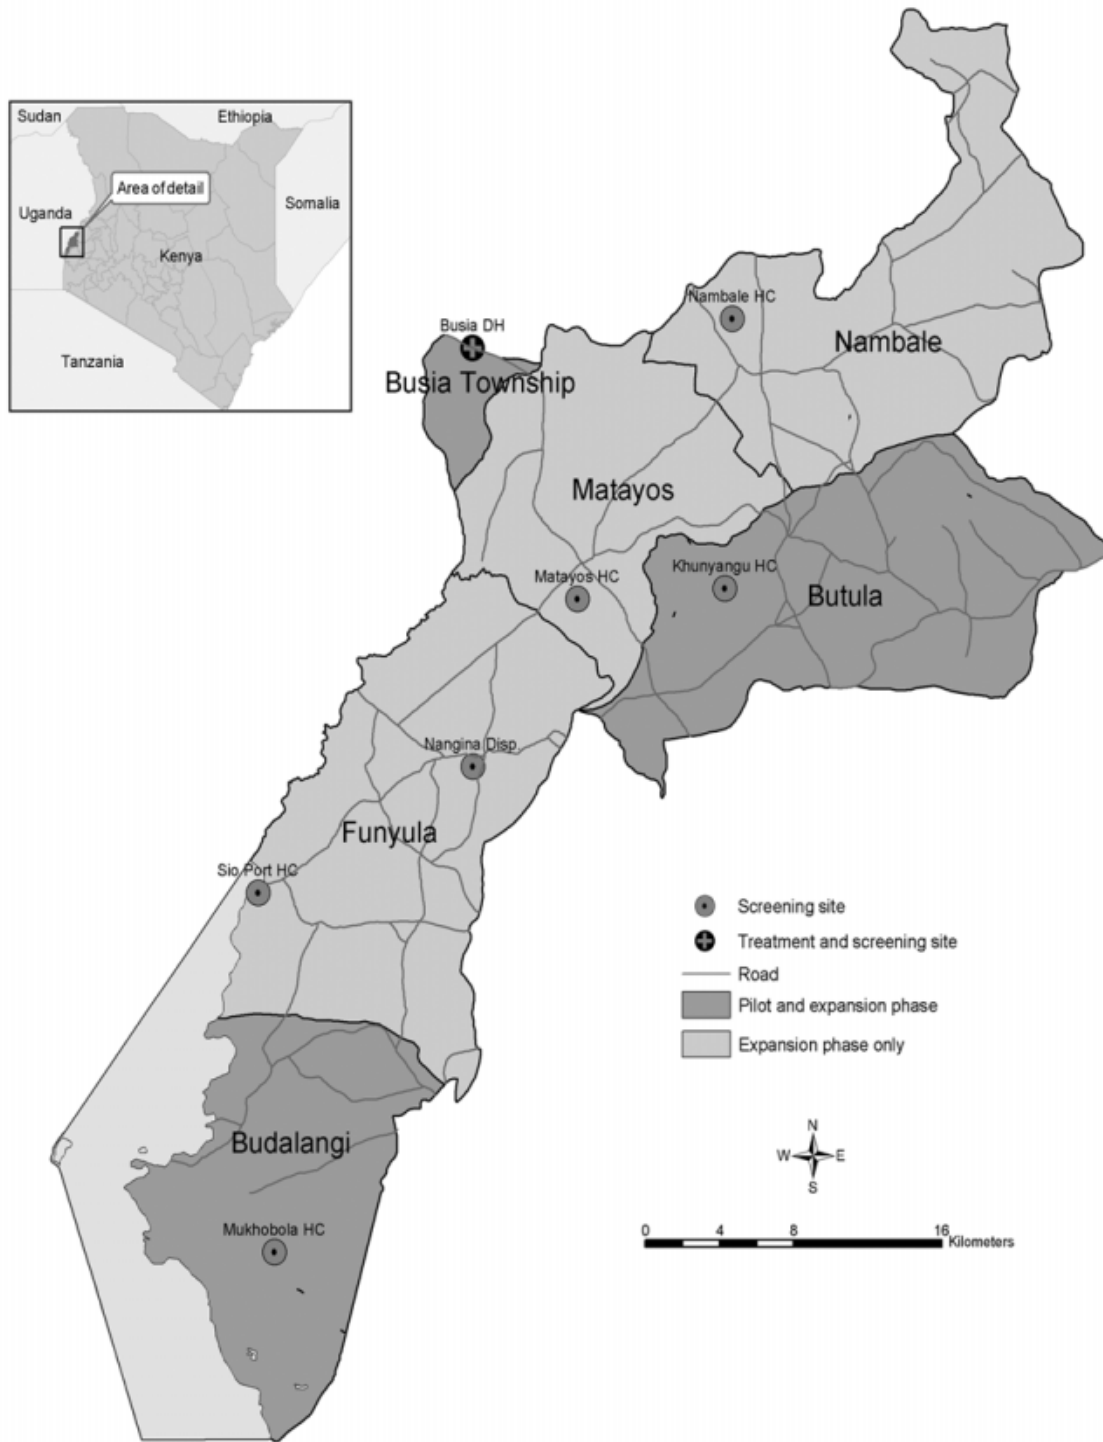 Sudan
Ethiopia
Area of detail
Somalia
Uganda
Kenya
Tanzania
Nambale HC
Busia DH
Nambale
Busia Township
Matayos
Khunyangu HC
Matayos HC
Butula
Nangina Disp.
Funyula
Sio Port HC
Screening site
Treatment and screening site
Road
Pilot and expansion phase
Expansion phase only
N
W E
S
Budalangi
Mukhobola HC
0 4 8 16
Kilometers